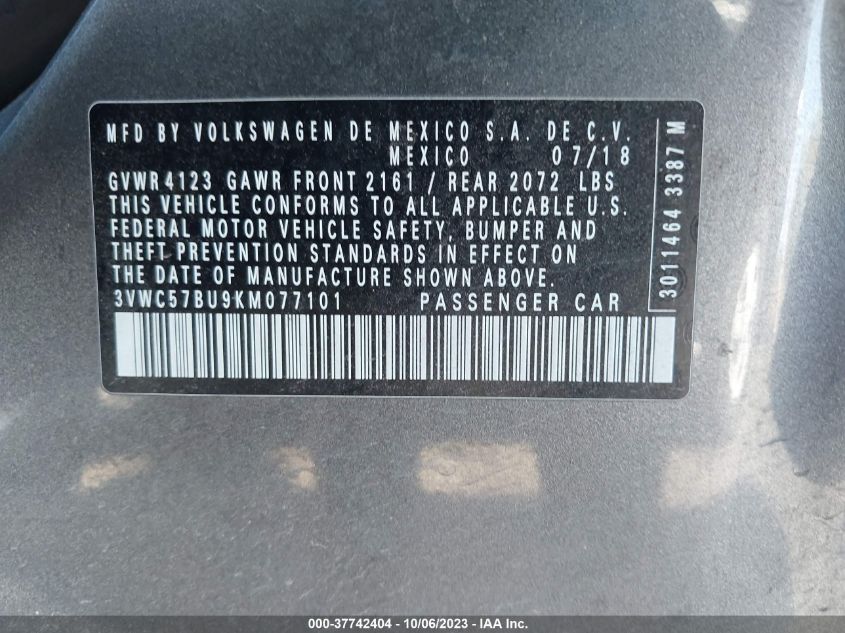 MFD BY VOLKSWAGEN DE MEXICO S.A. DE C.V.
MEXICO 07/18
GVWR 4123 GAWR FRONT 2161 / REAR 2072 LBS
THIS VEHICLE CONFORMS TO ALL APPLICABLE U.S.
FEDERAL MOTOR VEHICLE SAFETY, BUMPER AND
THEFT PREVENTION STANDARDS IN EFFECT ON
THE DATE OF MANUFACTURE SHOWN ABOVE.
3VWC57BU9KM077101 PASSENGER CAR
3011464 3387 M
000-37742404 | 10/06/2023 - IAA Inc.